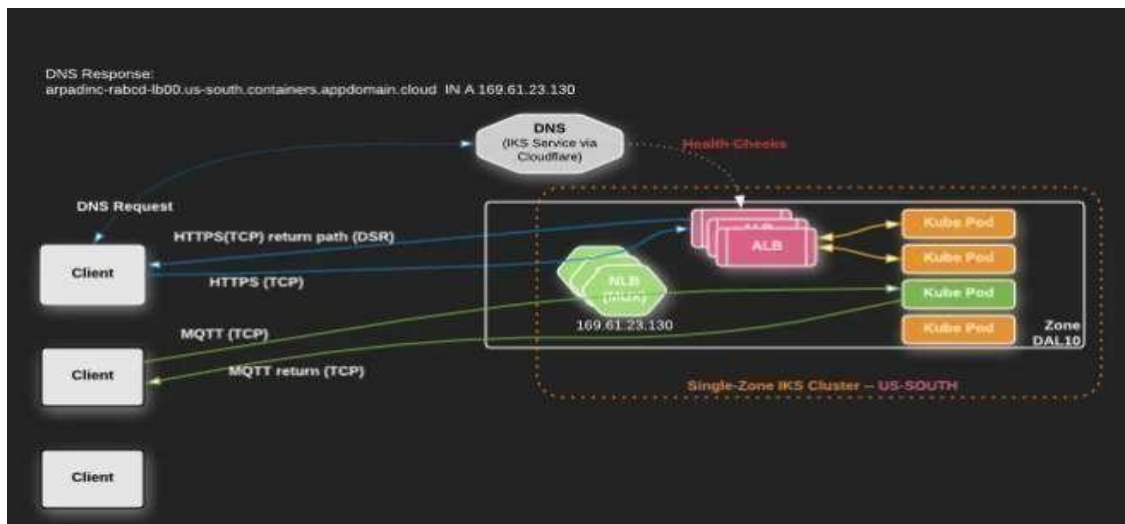 DNS Response:
arpadinc-rabcd-lb00.us-south.containers.appdomain.cloud IN A 169.61.23.130
DNS
(IKS Service via
Cloudflare)
Health Checks
DNS Request
HTTPS(TCP) return path (DSR)
Client
HTTPS (TCP)
ALB
ALB
NLB
(MUX)
169.61.23.130
Kube Pod
Kube Pod
Kube Pod
Kube Pod
Zone
DAL10
MQTT (TCP)
Client
MQTT return (TCP)
Single-Zone IKS Cluster – US-SOUTH
Client